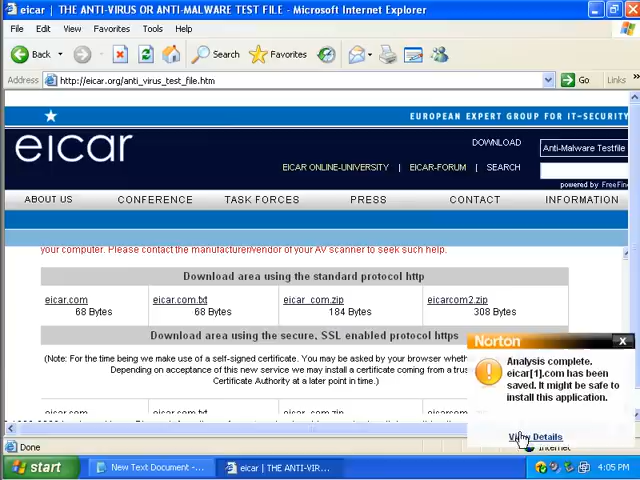 eicar | THE ANTI-VIRUS OR ANTI-MALWARE TEST FILE - Microsoft Internet Explorer
File Edit View Favorites Tools Help
Back Search Favorites
Address http://eicar.org/anti_virus_test_file.htm Go Links »
EUROPEAN EXPERT GROUP FOR IT-SECURITY
eicar
DOWNLOAD Anti-Malware Testfile
EICAR ONLINE-UNIVERSITY | EICAR-FORUM | SEARCH
powered by FreeFind
ABOUT US CONFERENCE TASK FORCES PRESS CONTACT INFORMATION
your computer. Please contact the manufacturer/vendor of your AV scanner to seek such help.
Download area using the standard protocol http
eicar.com eicar.com.txt eicar_com.zip eicarcom2.zip
68 Bytes 68 Bytes 184 Bytes 308 Bytes
Download area using the secure, SSL enabled protocol https
(Note: For the time being we make use of a self-signed certificate. You may be asked by your browser
Depending on acceptance of this new service we may install a certificate coming from a
Certificate Authority at a later point in time.)
eicar.com eicar.com.txt eicar_com.zip
Norton X
Analysis complete.
eicar[1].com has been
saved. It might be safe to
install this application.
View Details
Done Internet
start New Text Document -... eicar | THE ANTI-VIR... 4:05 PM